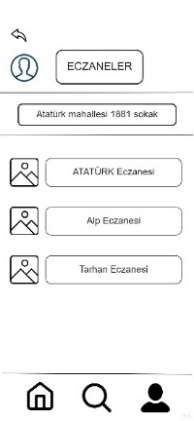 ECZANELER
Atatürk mahallesi 1881 sokak
ATATÜRK Eczanesi
Alp Eczanesi
Tarhan Eczanesi